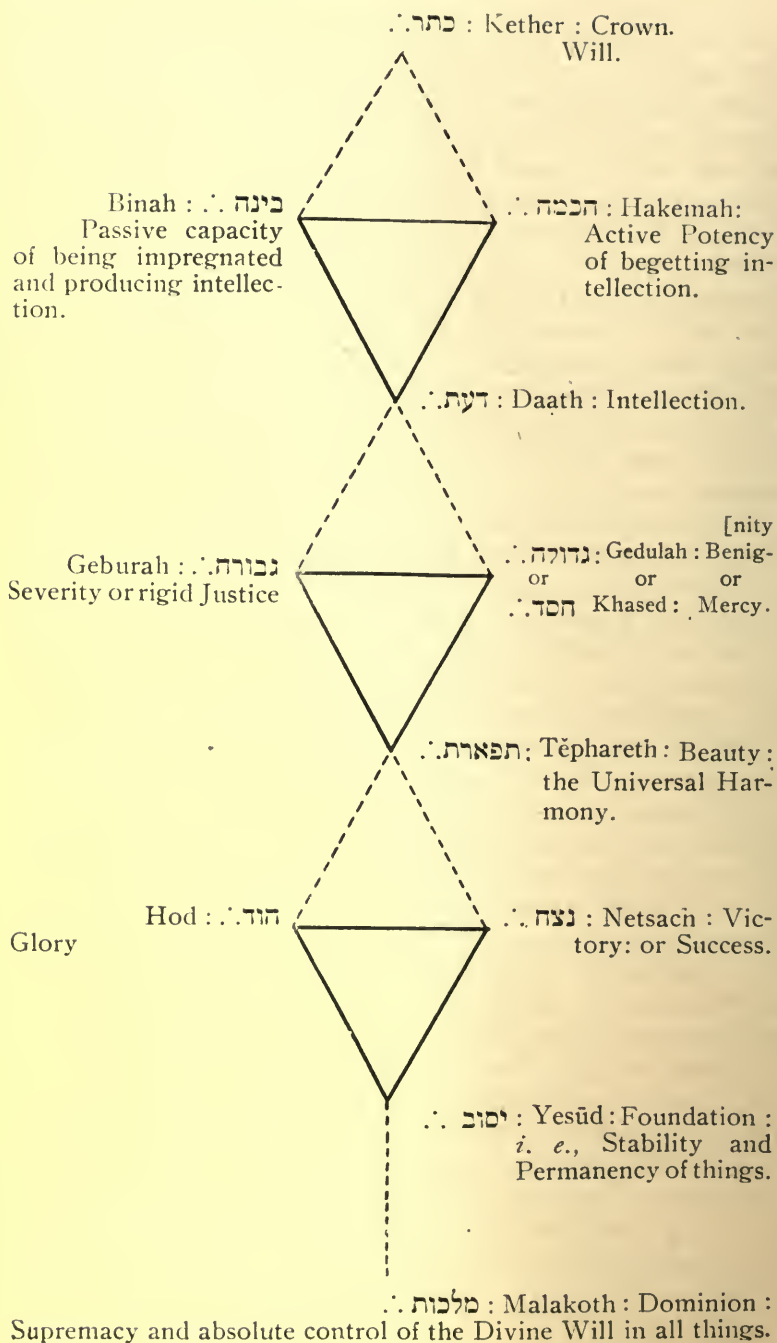 .˙. כתר : Kether : Crown.
Will.
Binah : .˙. בינה
Passive capacity
of being impregnated
and producing intellec-
tion.
.˙. הכמה : Hakemah:
Active Potency
of begetting in-
tellection.
.˙. דעת : Daath : Intellection.
Geburah : .˙. גבורה
Severity or rigid Justice
[nity
.˙. גדולה : Gedulah : Benig-
or or or
.˙. חסד Khased : Mercy.
.˙. תפארת : Tĕphareth : Beauty :
the Universal Har-
mony.
Hod : .˙. הוד
Glory
.˙. נצח : Netsach : Vic-
tory: or Success.
.˙. יסוב : Yesūd : Foundation :
i. e., Stability and
Permanency of things.
.˙. מלכות : Malakoth : Dominion :
Supremacy and absolute control of the Divine Will in all things.